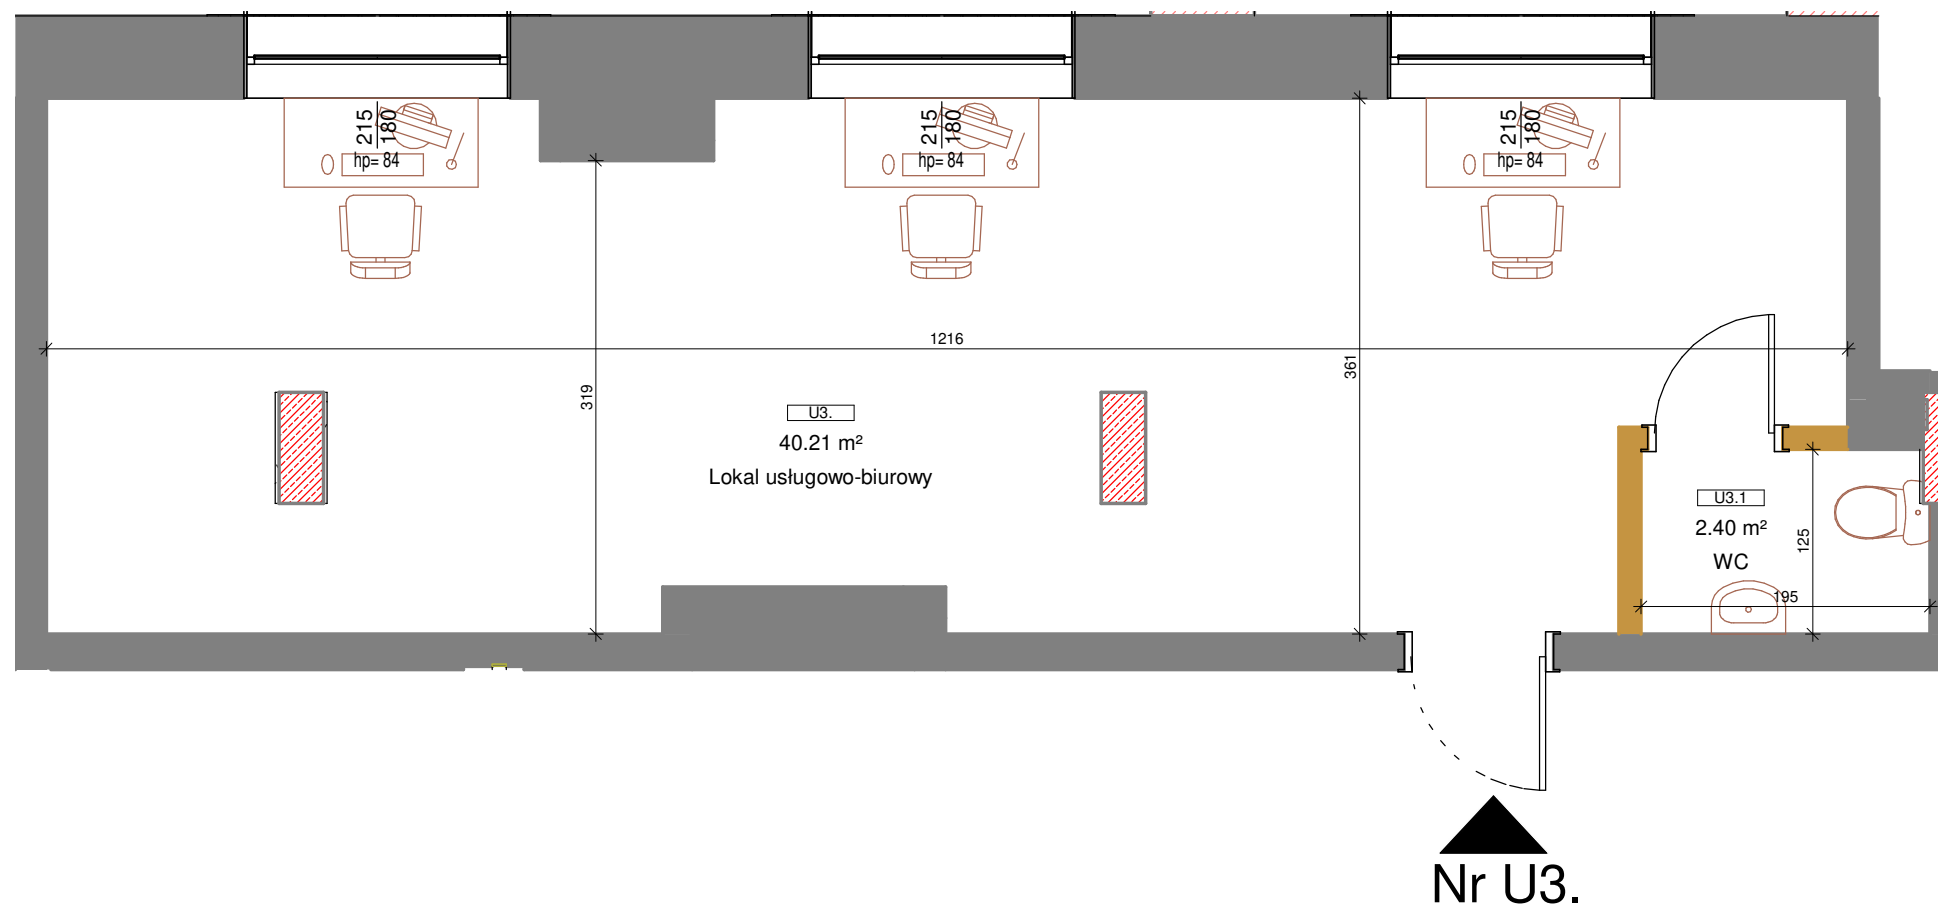 215
180
hp= 84
215
180
hp= 84
215
180
hp= 84
1216
319
361
U3.
40.21 m²
Lokal usługowo-biurowy
U3.1
2.40 m²
WC
125
195
Nr U3.